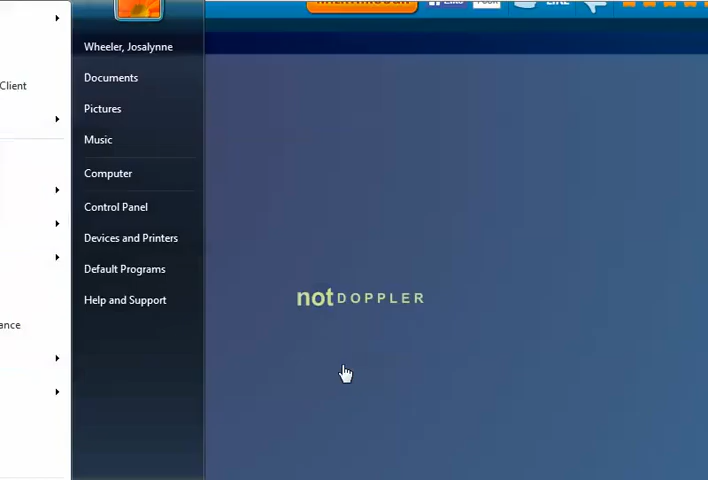 Wheeler, Josalynne
Documents
Pictures
Client
Music
Computer
Control Panel
Devices and Printers
Default Programs
Help and Support
ance
notDOPPLER